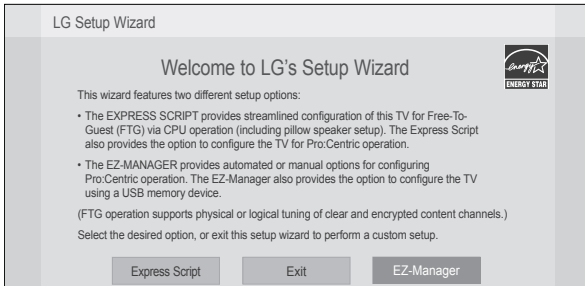 LG Setup Wizard
Welcome to LG's Setup Wizard
energy
ENERGY STAR
This wizard features two different setup options:
• The EXPRESS SCRIPT provides streamlined configuration of this TV for Free-To-
Guest (FTG) via CPU operation (including pillow speaker setup). The Express Script
also provides the option to configure the TV for Pro:Centric operation.
• The EZ-MANAGER provides automated or manual options for configuring
Pro:Centric operation. The EZ-Manager also provides the option to configure the TV
using a USB memory device.
(FTG operation supports physical or logical tuning of clear and encrypted content channels.)
Select the desired option, or exit this setup wizard to perform a custom setup.
Express Script
Exit
EZ-Manager